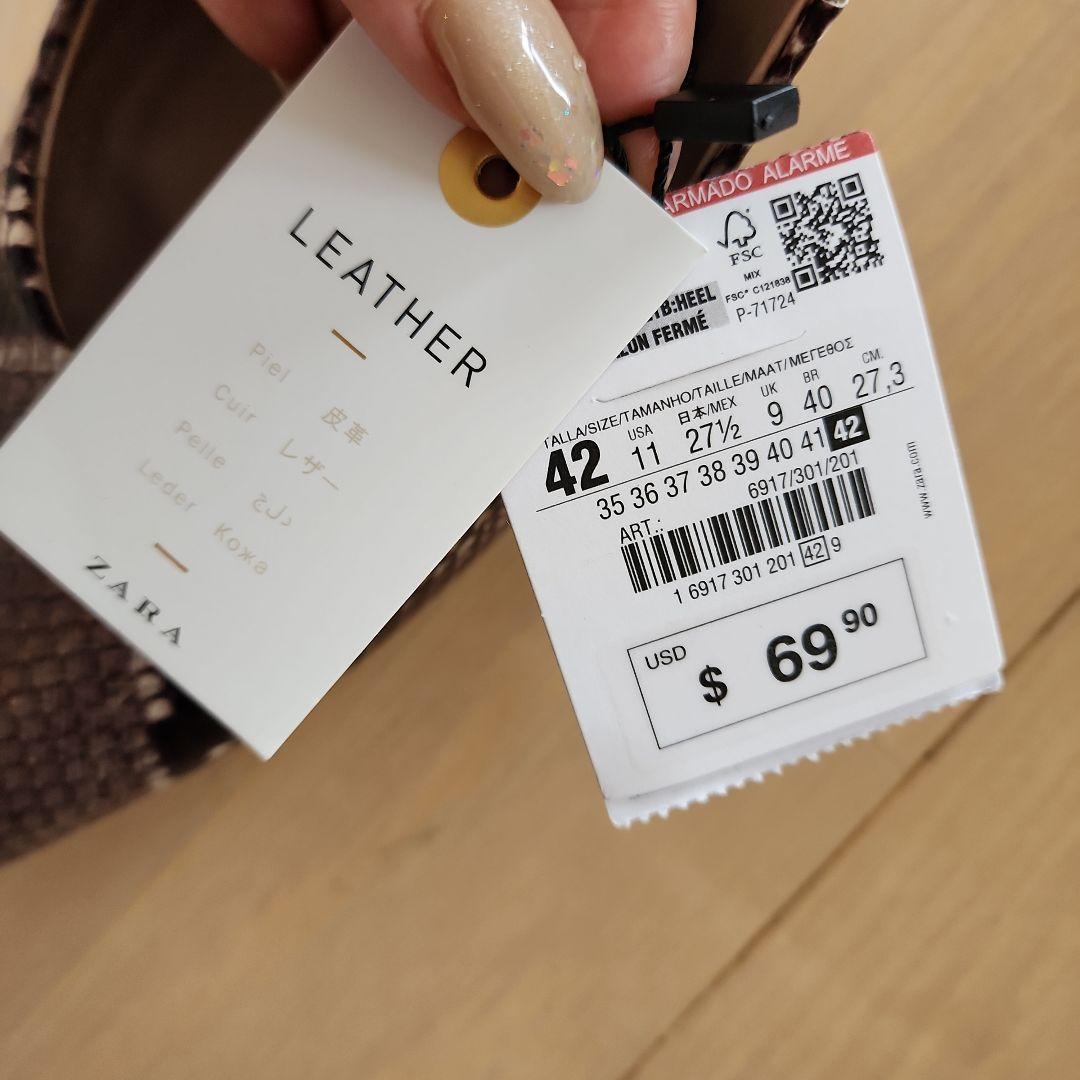 LEATHER
Piel
皮革
Cuir
レザー
Pelle
جلد
Leder
Кожа
ZARA
ARMADO ALARME
FSC
MIX
FSC® C121838
P-71724
B:HEEL
FERMÉ
TALLA/SIZE/TAMANHO/TAILLE/MAAT/ΜΕΓΕΘΟΣ
USA 日本/MEX UK BR CM.
42 11 27½ 9 40 27,3
35 36 37 38 39 40 41 42
ART.: 6917/301/201
1 6917 301 201 42 9
www.zara.com
USD
$ 69 90